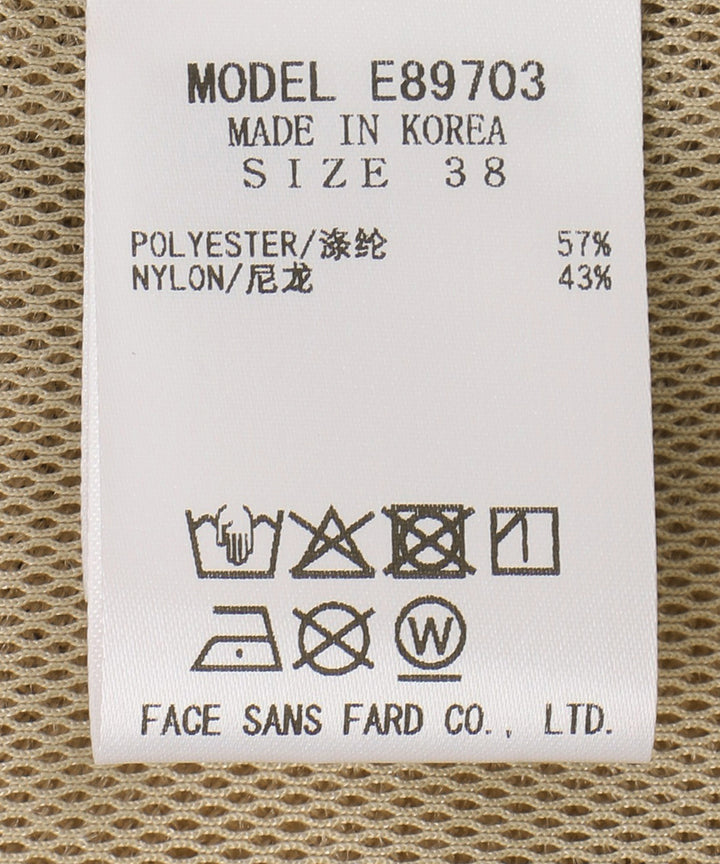 MODEL E89703
MADE IN KOREA
SIZE 38
POLYESTER/涤纶 57%
NYLON/尼龙 43%
W
FACE SANS FARD CO., LTD.